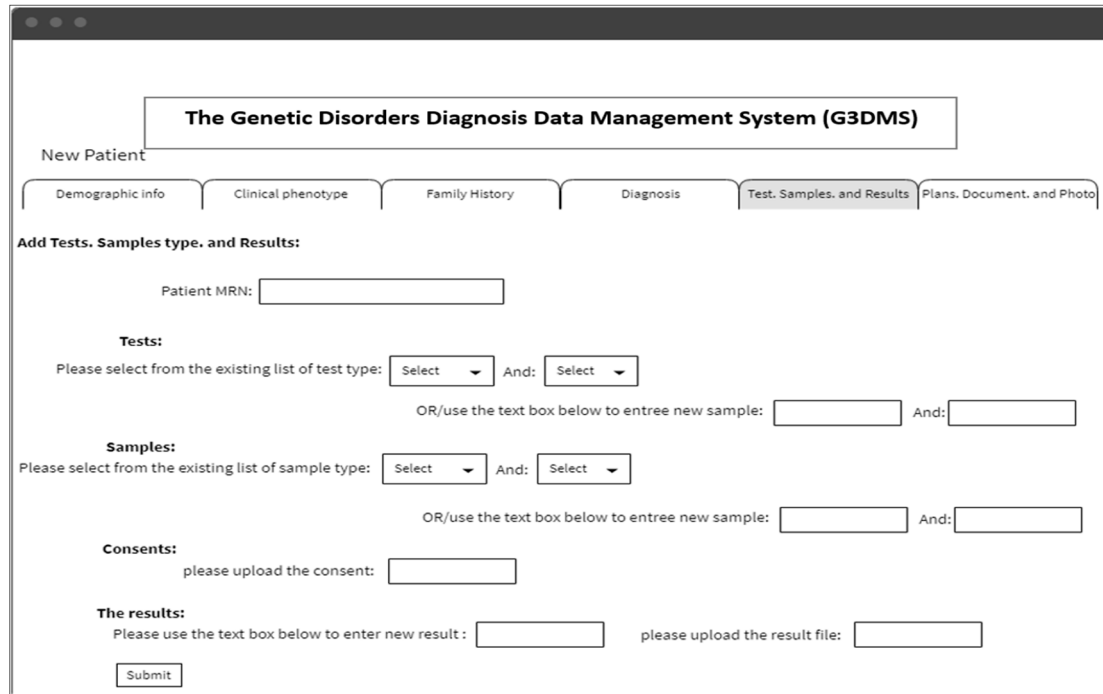 The Genetic Disorders Diagnosis Data Management System (G3DMS)
New Patient
Demographic info Clinical phenotype Family History Diagnosis Test. Samples. and Results Plans. Document. and Photo
Add Tests. Samples type. and Results:
Patient MRN:
Tests:
Please select from the existing list of test type: Select And: Select
OR/use the text box below to entree new sample: And:
Samples:
Please select from the existing list of sample type: Select And: Select
OR/use the text box below to entree new sample: And:
Consents:
please upload the consent:
The results:
Please use the text box below to enter new result : please upload the result file:
Submit